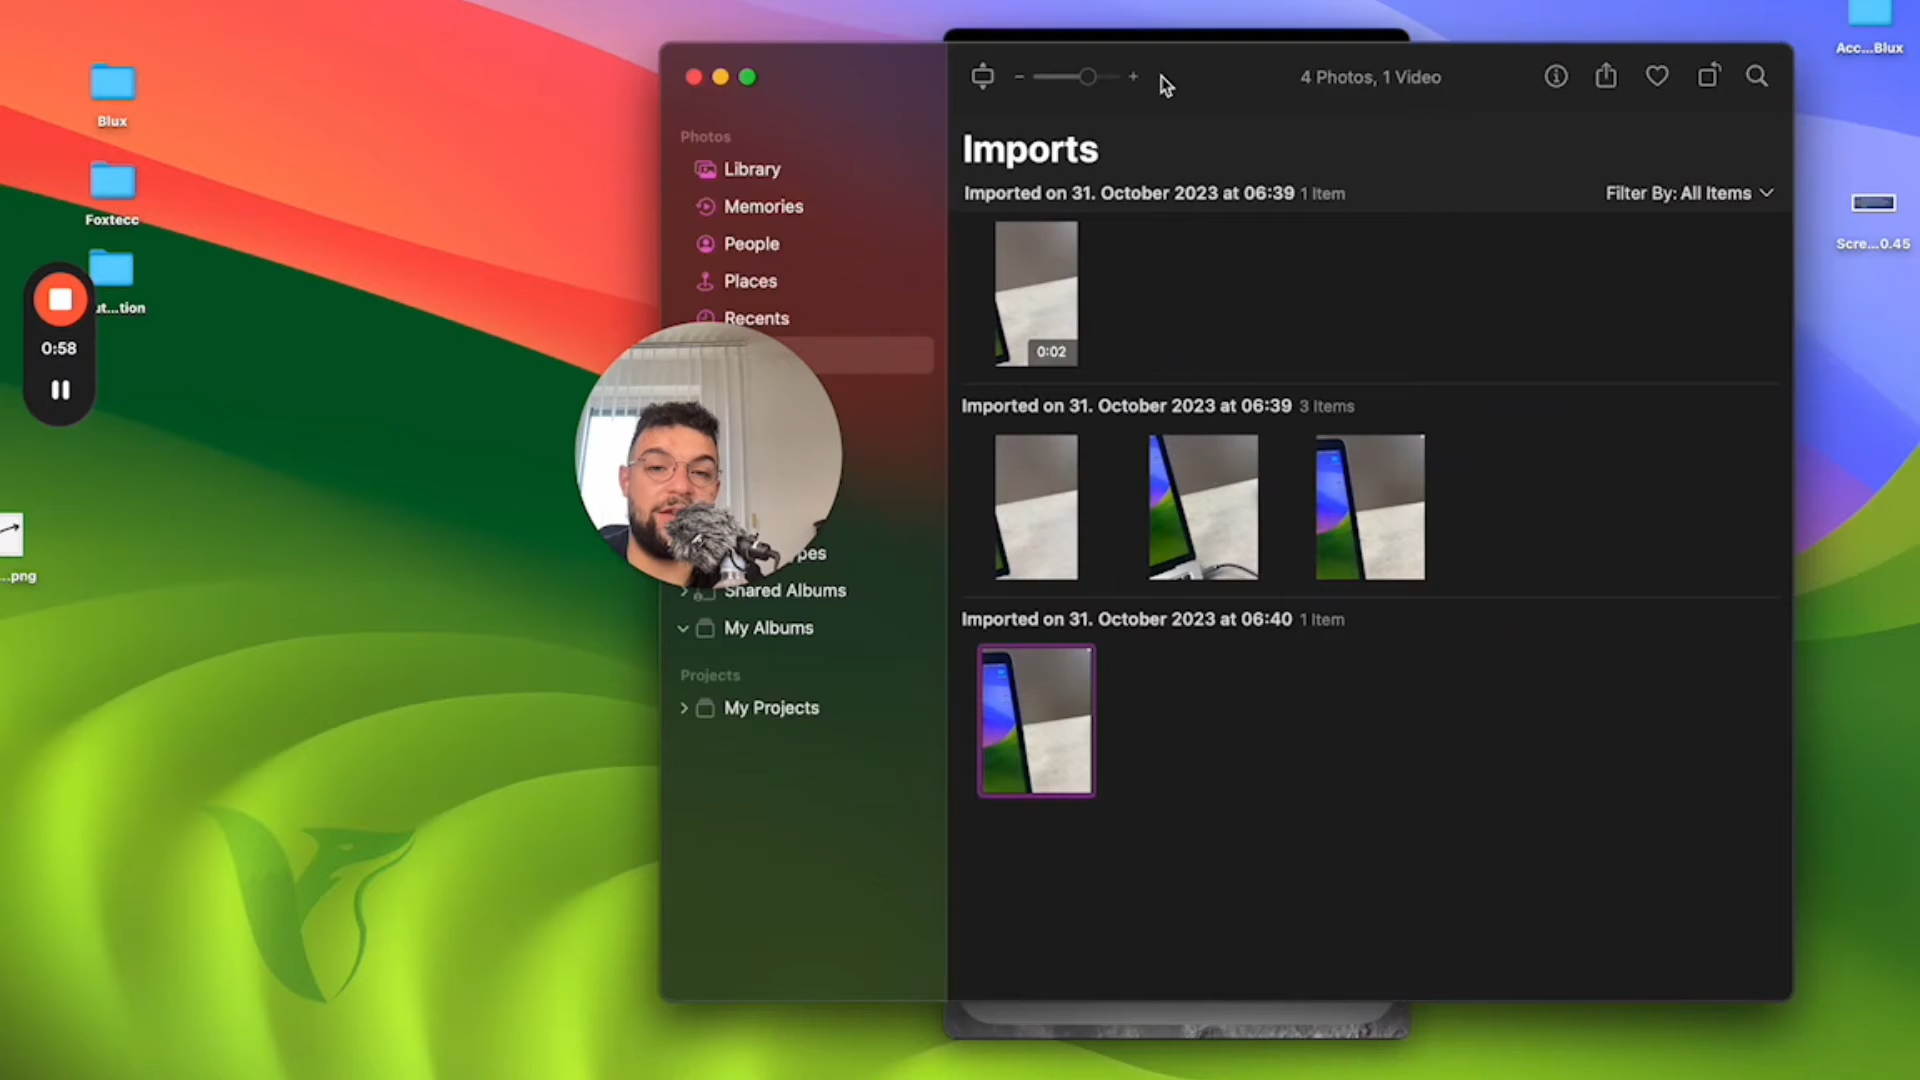 Acc...Blux
Blux
4 Photos, 1 Video
Photos
Imports
Library
Imported on 31. October 2023 at 06:39 1 Item
Filter By: All Items
Memories
Foxtecc
People
Scre...0.45
Places
ut...tion
Recents
0:58
0:02
Imported on 31. October 2023 at 06:39 3 Items
pes
...png
Shared Albums
Imported on 31. October 2023 at 06:40 1 Item
My Albums
Projects
My Projects